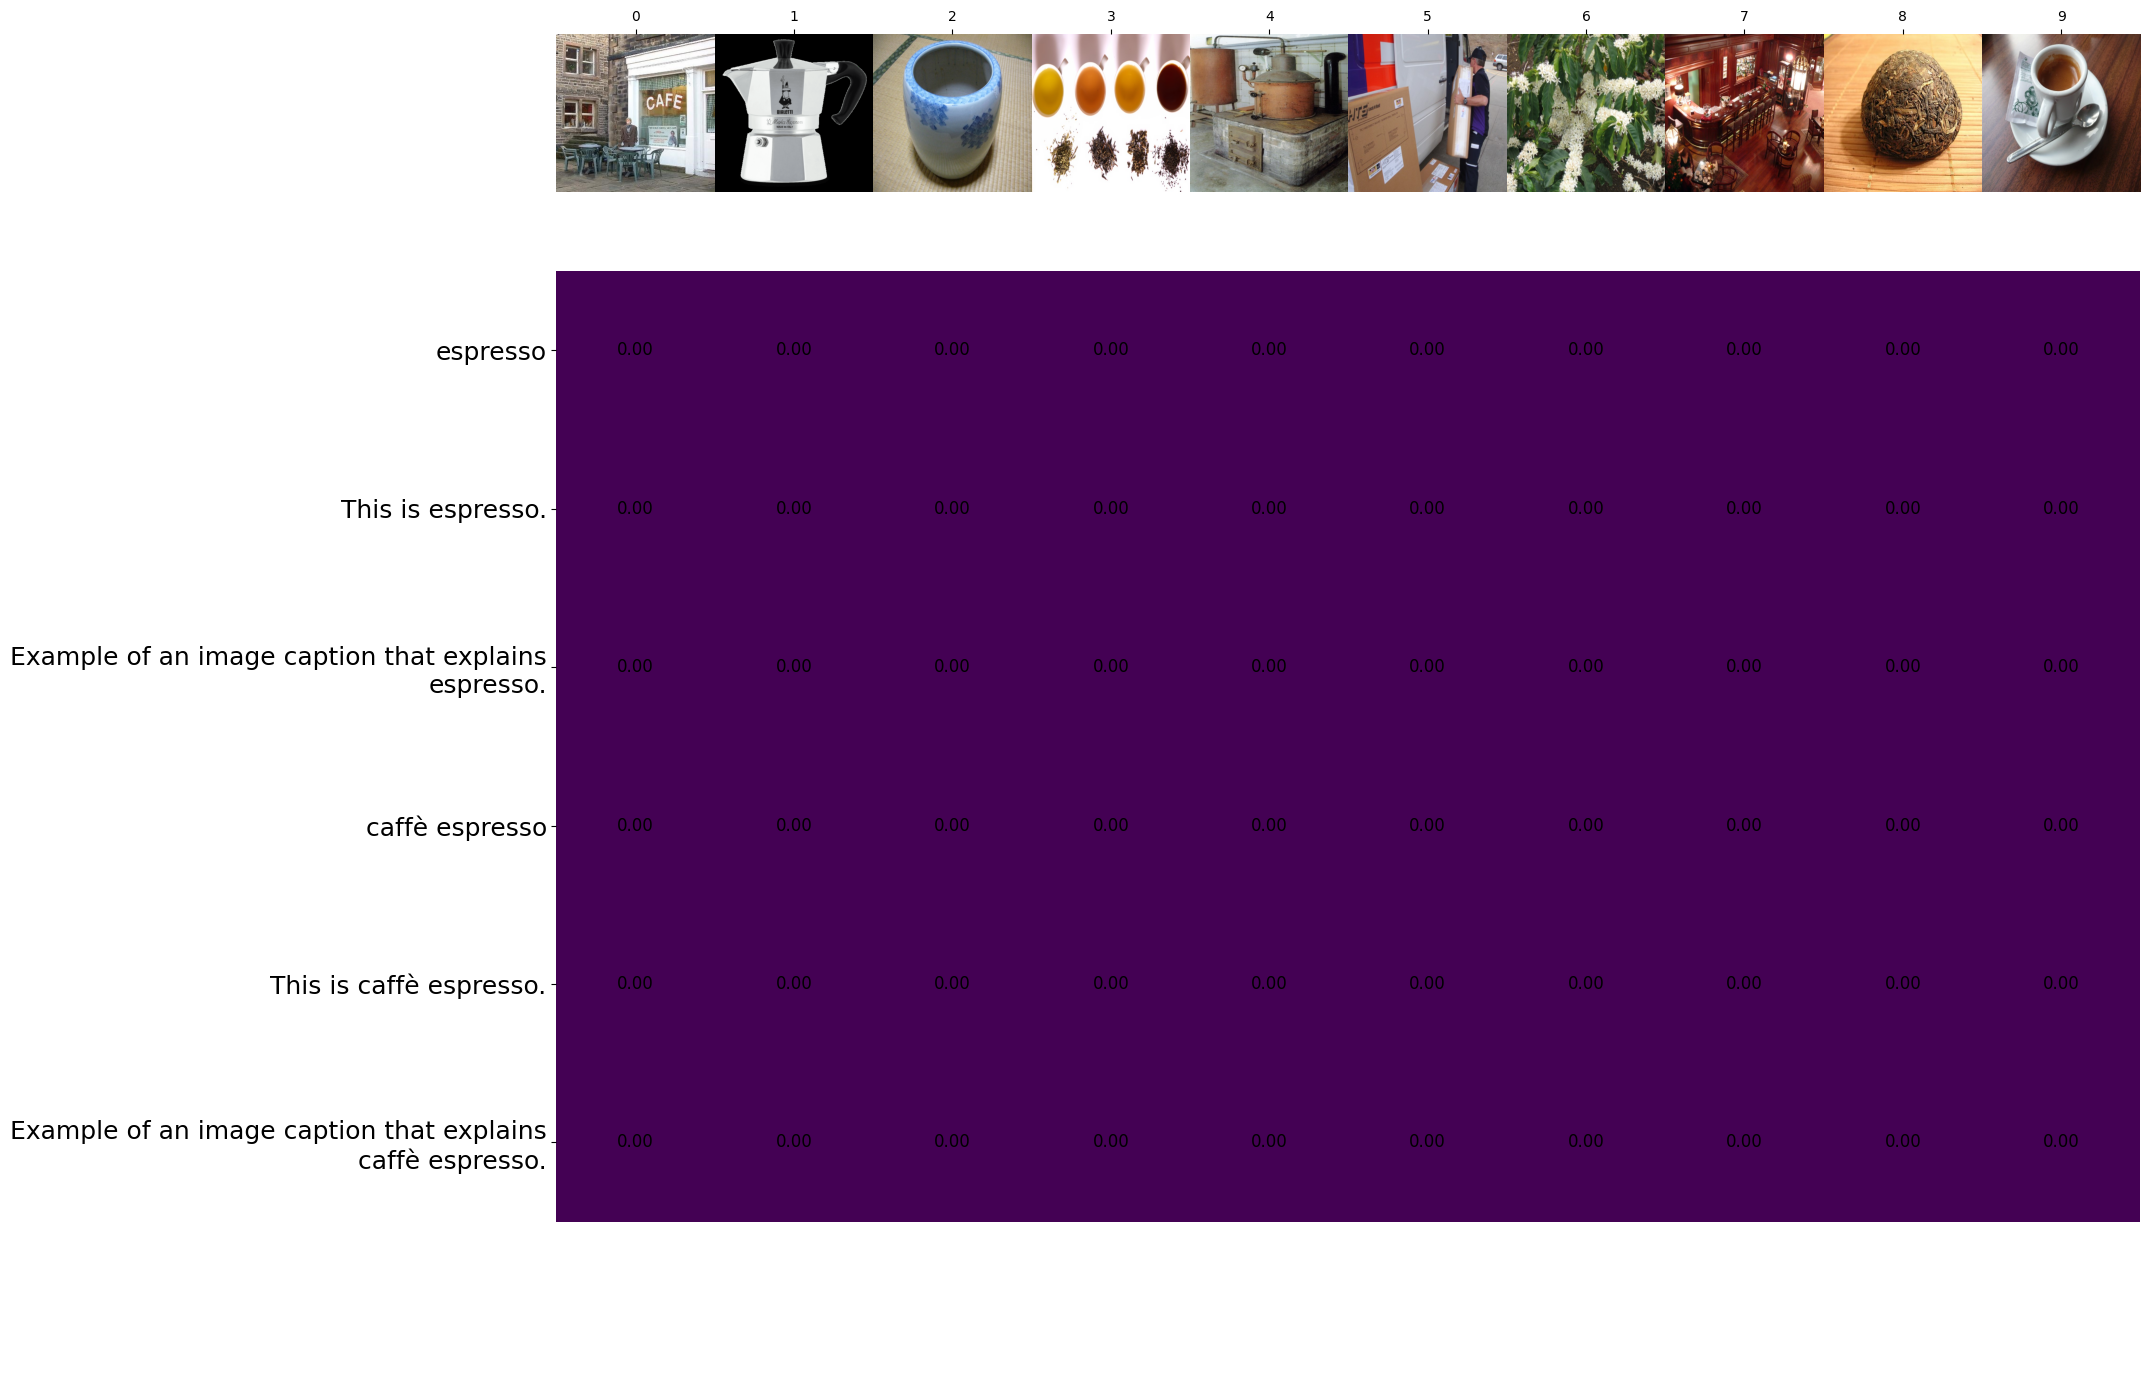 0 1 2 3 4 5 6 7 8 9
CAFE
BIALETTI
espresso 0.00 0.00 0.00 0.00 0.00 0.00 0.00 0.00 0.00 0.00
This is espresso. 0.00 0.00 0.00 0.00 0.00 0.00 0.00 0.00 0.00 0.00
Example of an image caption that explains
espresso. 0.00 0.00 0.00 0.00 0.00 0.00 0.00 0.00 0.00 0.00
caffè espresso 0.00 0.00 0.00 0.00 0.00 0.00 0.00 0.00 0.00 0.00
This is caffè espresso. 0.00 0.00 0.00 0.00 0.00 0.00 0.00 0.00 0.00 0.00
Example of an image caption that explains
caffè espresso. 0.00 0.00 0.00 0.00 0.00 0.00 0.00 0.00 0.00 0.00